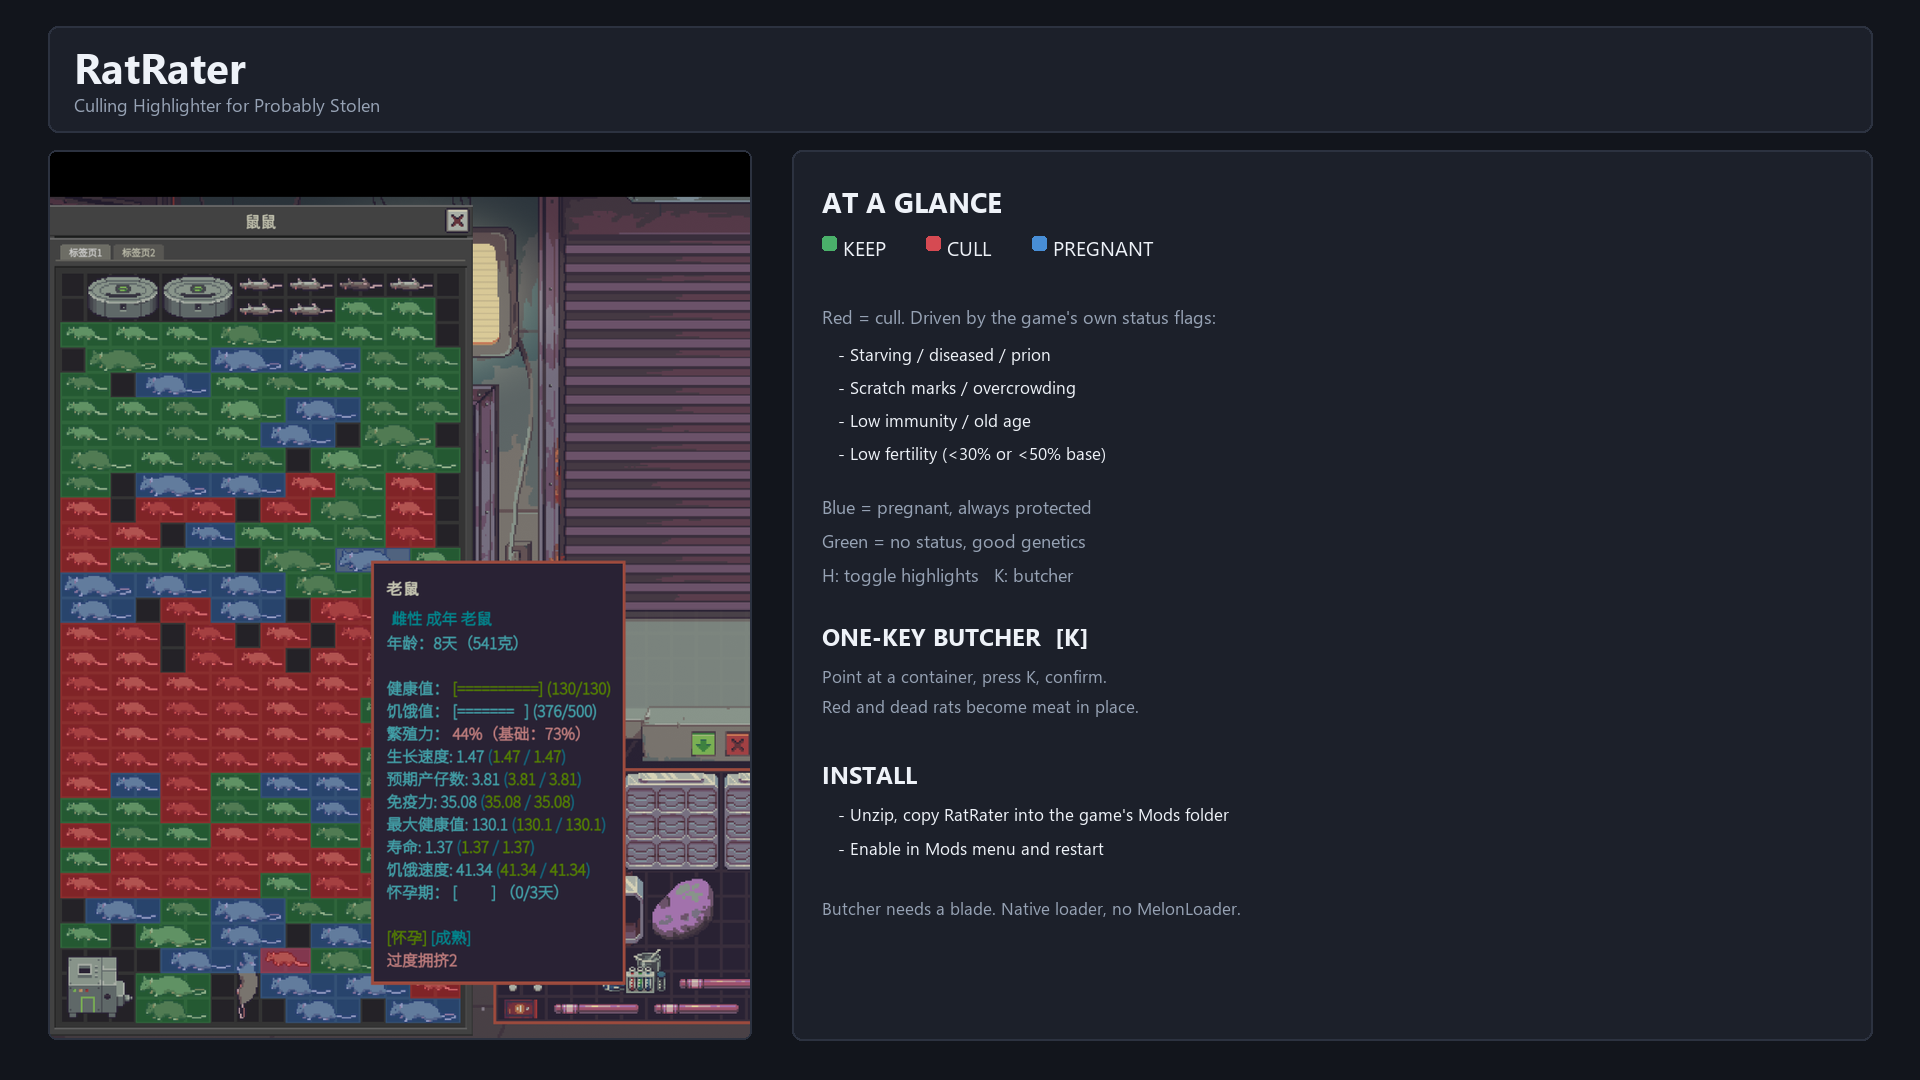 RatRater
Culling Highlighter for Probably Stolen
鼠鼠
标签页1 标签页2
老鼠
雌性 成年 老鼠
年龄：8天（541克）
健康值： [==========] (130/130)
饥饿值： [======= ] (376/500)
繁殖力： 44%（基础：73%）
生长速度: 1.47 (1.47 / 1.47)
预期产仔数: 3.81 (3.81 / 3.81)
免疫力: 35.08 (35.08 / 35.08)
最大健康值: 130.1 (130.1 / 130.1)
寿命: 1.37 (1.37 / 1.37)
饥饿速度: 41.34 (41.34 / 41.34)
怀孕期： [ ] （0/3天）
[怀孕] [成熟]
过度拥挤2
AT A GLANCE
KEEP CULL PREGNANT
Red = cull. Driven by the game's own status flags:
- Starving / diseased / prion
- Scratch marks / overcrowding
- Low immunity / old age
- Low fertility (<30% or <50% base)
Blue = pregnant, always protected
Green = no status, good genetics
H: toggle highlights K: butcher
ONE-KEY BUTCHER [K]
Point at a container, press K, confirm.
Red and dead rats become meat in place.
INSTALL
- Unzip, copy RatRater into the game's Mods folder
- Enable in Mods menu and restart
Butcher needs a blade. Native loader, no MelonLoader.